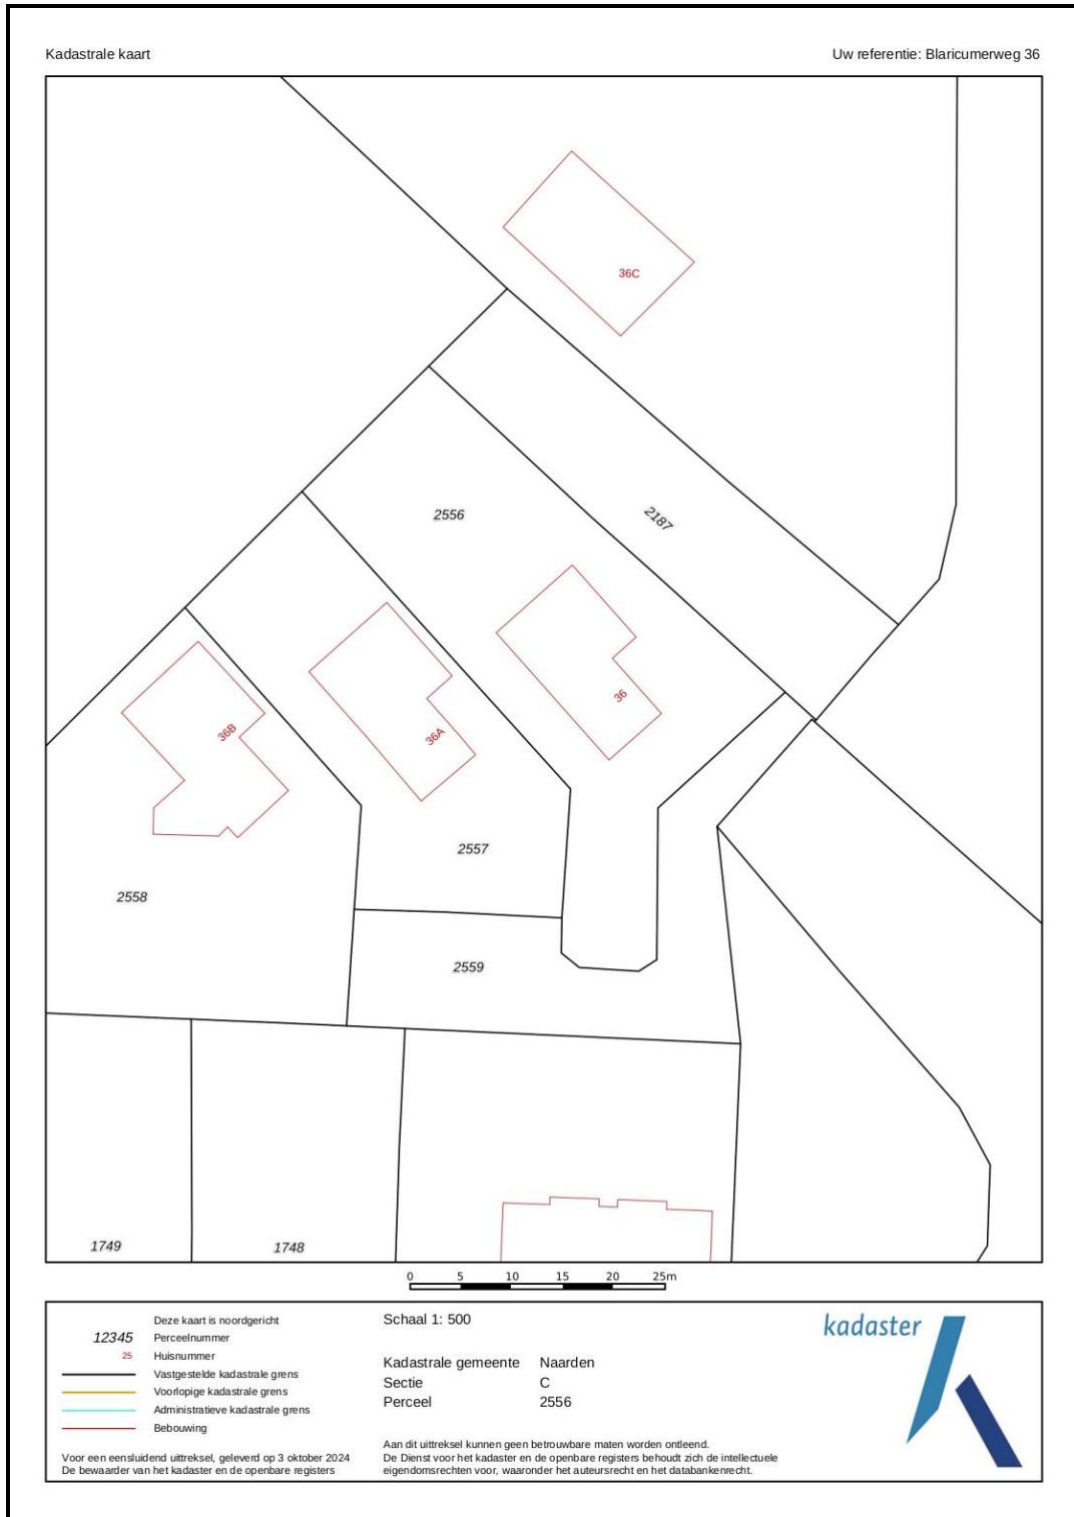 Kadastrale kaart
Uw referentie: Blaricumerweg 36
36C
2556
2187
36
36A
36B
2557
2558
2559
1749
1748
0 5 10 15 20 25m
Deze kaart is noordgericht
12345 Perceelnummer
25 Huisnummer
Vastgestelde kadastrale grens
Voorlopige kadastrale grens
Administratieve kadastrale grens
Bebouwing
Voor een eensluidend uittreksel, geleverd op 3 oktober 2024
De bewaarder van het kadaster en de openbare registers
Schaal 1: 500
Kadastrale gemeente Naarden
Sectie C
Perceel 2556
Aan dit uittreksel kunnen geen betrouwbare maten worden ontleend.
De Dienst voor het kadaster en de openbare registers behoudt zich de intellectuele
eigendomsrechten voor, waaronder het auteursrecht en het databankenrecht.
kadaster